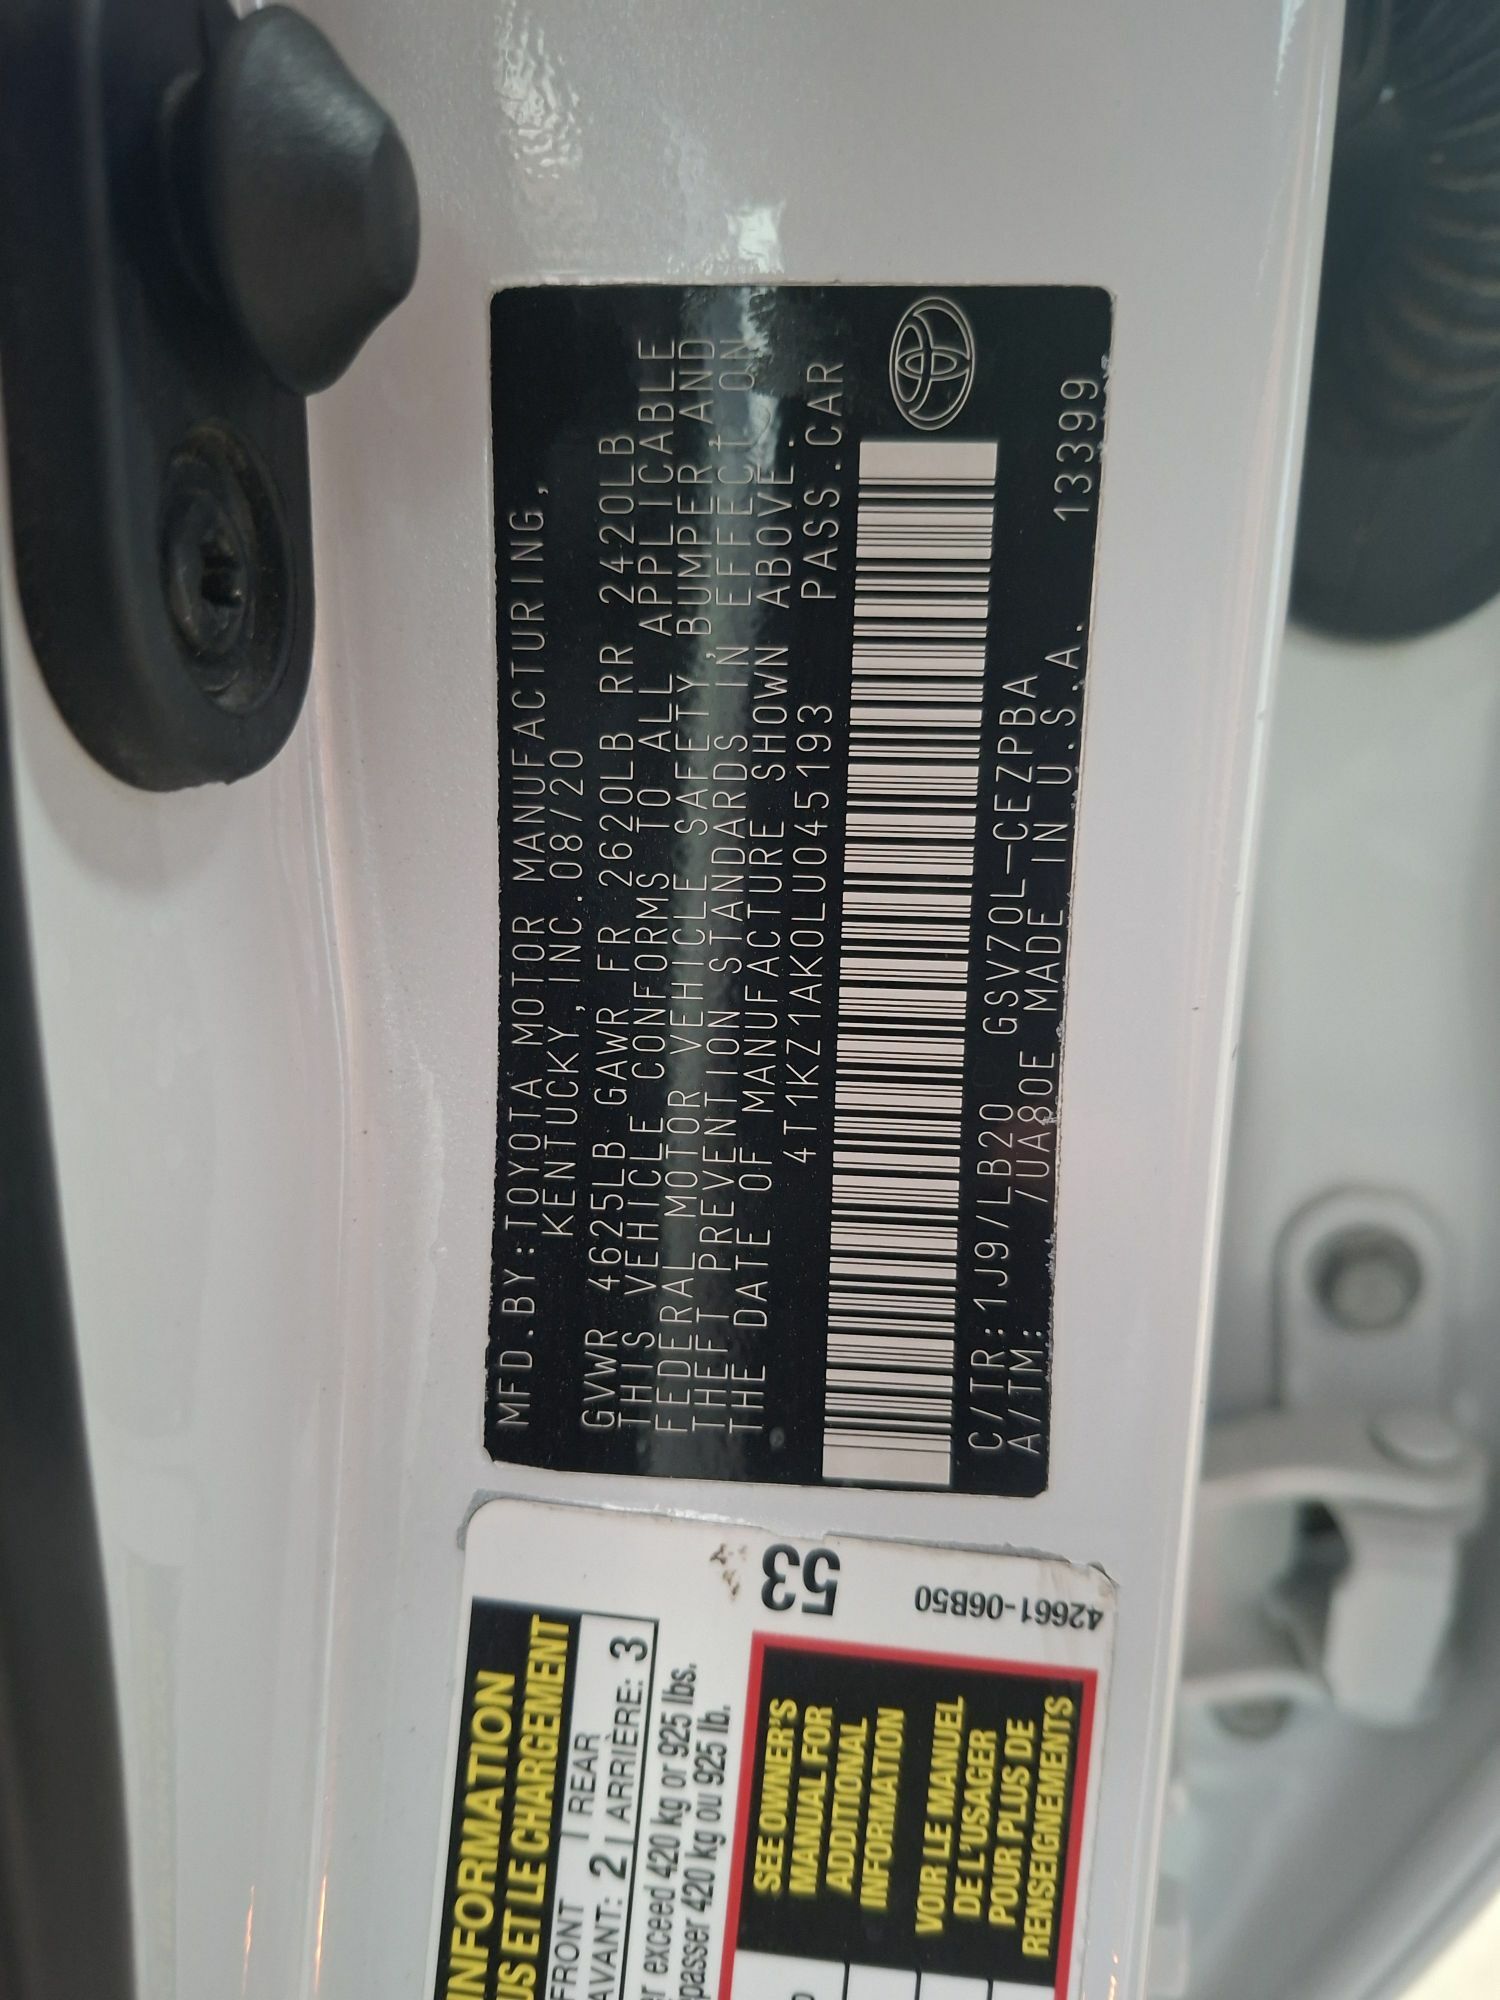 MFD.BY:TOYOTA MOTOR MANUFACTURING,
KENTUCKY,INC.08/20
GVWR 4625LB GAWR FR 2620LB RR 2420LB
THIS VEHICLE CONFORMS TO ALL APPLICABLE
FEDERAL MOTOR VEHICLE SAFETY,BUMPER,AND
THEFT PREVENTION STANDARDS IN EFFECT ON
THE DATE OF MANUFACTURE SHOWN ABOVE.
4T1KZ1AK0LU045193 PASS.CAR
C/TR:1J9/LB20 GSV70L-CEZPBA
A/TM: /UA80E MADE IN U.S.A. 13399
53
42661-06B50
INFORMATION
ET LE CHARGEMENT
FRONT | REAR
AVANT: 2 | ARRIÈRE: 3
exceed 420 kg or 925 lbs.
420 kg ou 925 lb.
SEE OWNER'S
MANUAL FOR
ADDITIONAL
INFORMATION
VOIR LE MANUEL
DE L'USAGER
POUR PLUS DE
RENSEIGNEMENTS